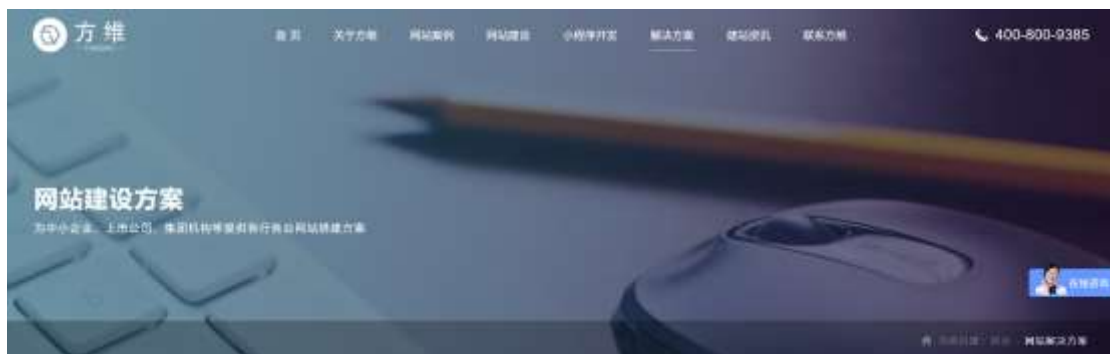 方维
首页 关于方维 网站案例 网站建设 小程序开发 解决方案 建站资讯 联系方维
400-800-9385
网站建设方案
为中小企业、上市公司、集团机构等提供各行各业网站搭建方案
在线咨询
网站解决方案